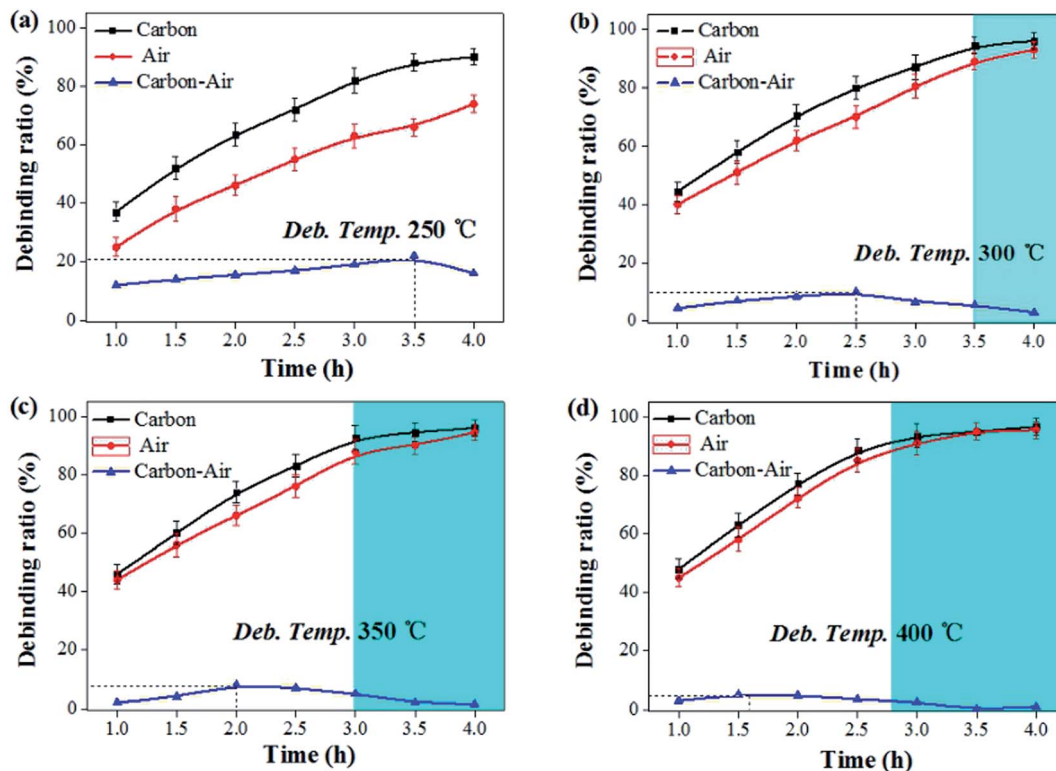 (a)
100
80
60
40
20
0
Debinding ratio (%)
Carbon
Air
Carbon-Air
Deb. Temp. 250 ℃
1.0 1.5 2.0 2.5 3.0 3.5 4.0
Time (h)
(b)
100
80
60
40
20
0
Debinding ratio (%)
Carbon
Air
Carbon-Air
Deb. Temp. 300 ℃
1.0 1.5 2.0 2.5 3.0 3.5 4.0
Time (h)
(c)
100
80
60
40
20
0
Debinding ratio (%)
Carbon
Air
Carbon-Air
Deb. Temp. 350 ℃
1.0 1.5 2.0 2.5 3.0 3.5 4.0
Time (h)
(d)
100
80
60
40
20
0
Debinding ratio (%)
Carbon
Air
Carbon-Air
Deb. Temp. 400 ℃
1.0 1.5 2.0 2.5 3.0 3.5 4.0
Time (h)